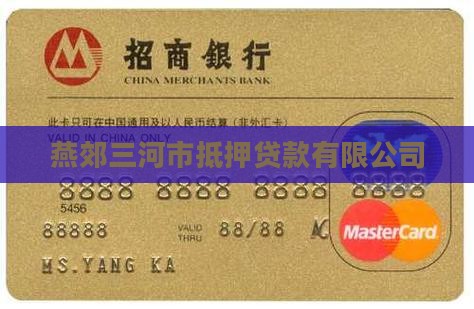 招商銀行
CHINA MERCHANTS BANK
此卡只可在中国通用及以人民币结算(非外汇卡)
VALID IN CHINA ONLY
燕郊三河市抵押贷款有限公司
8888 8888 8888 8888
5456
88888 VALID THRU 88/88
MasterCard
MS.YANG KA